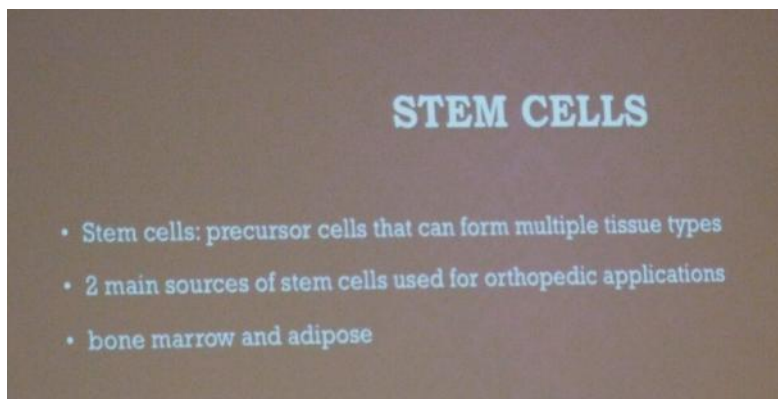 STEM CELLS
• Stem cells: precursor cells that can form multiple tissue types
• 2 main sources of stem cells used for orthopedic applications
• bone marrow and adipose